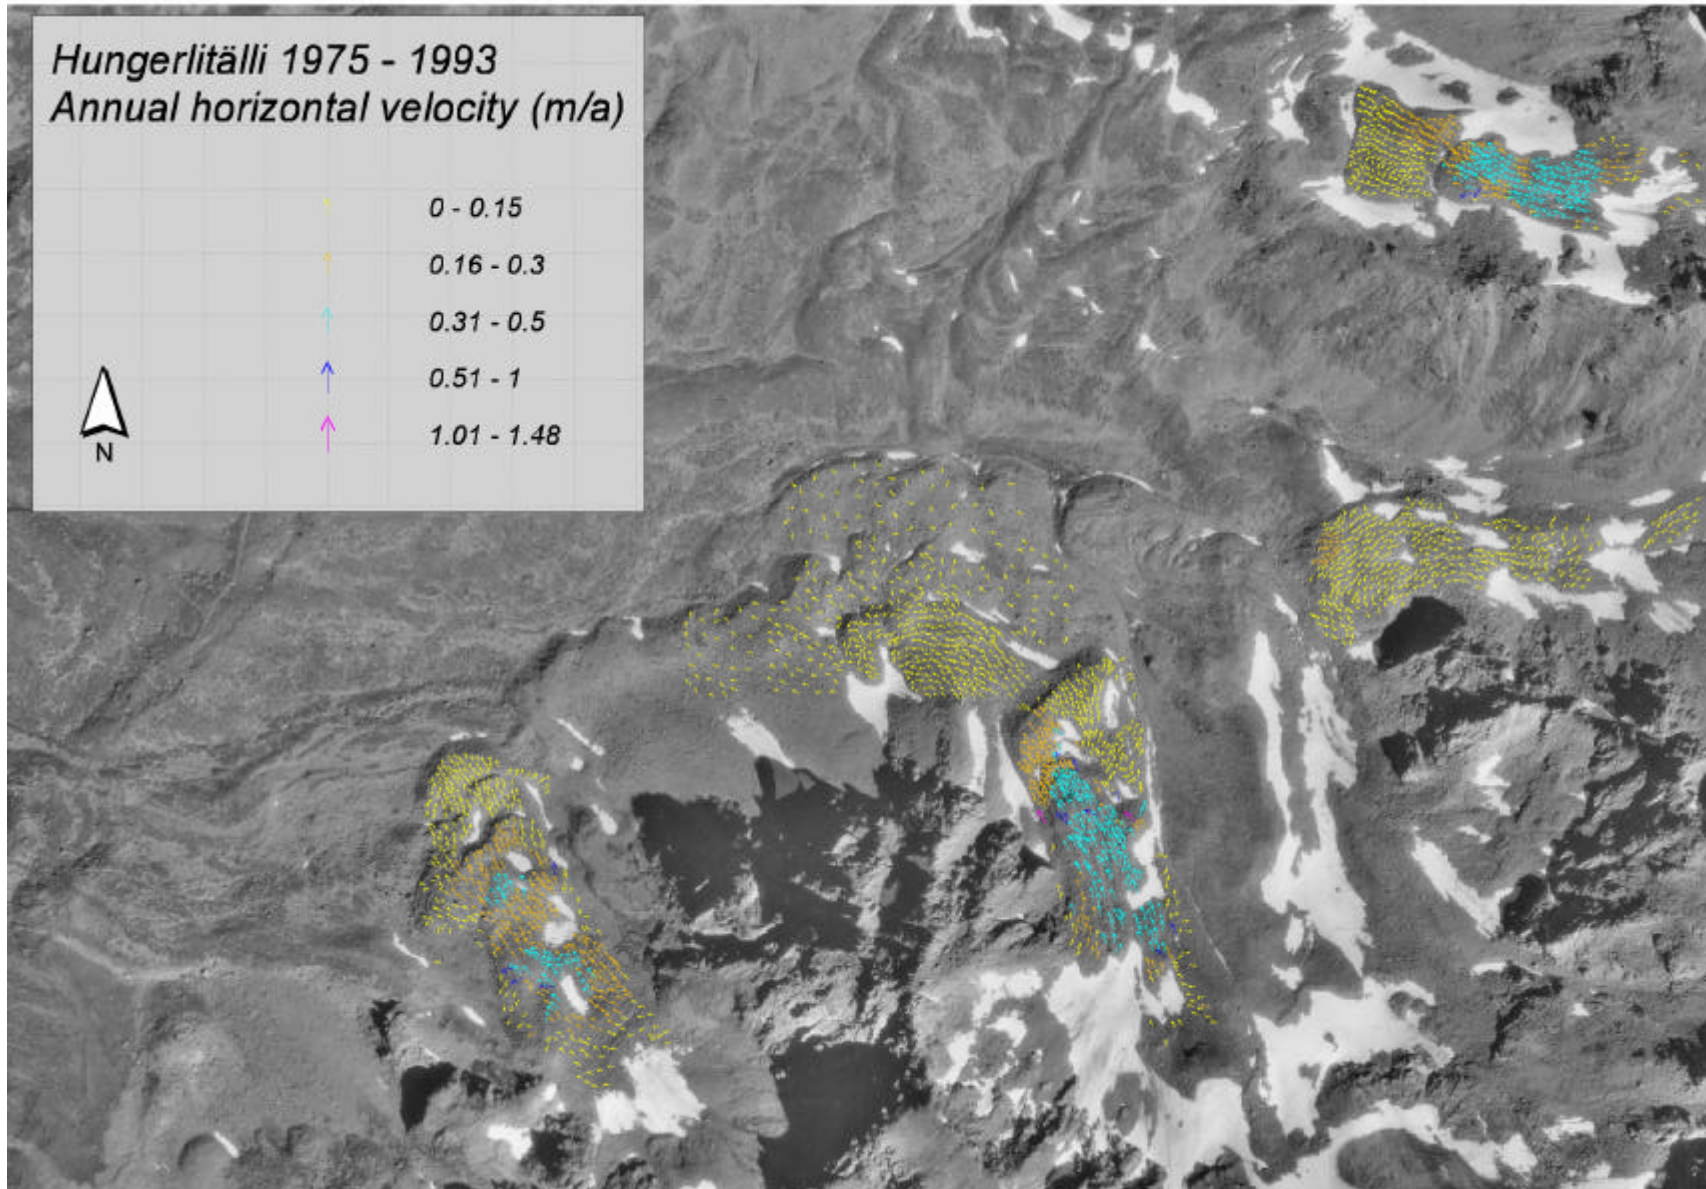 Hungerlitälli 1975 - 1993
Annual horizontal velocity (m/a)
0 - 0.15
0.16 - 0.3
0.31 - 0.5
0.51 - 1
1.01 - 1.48
N